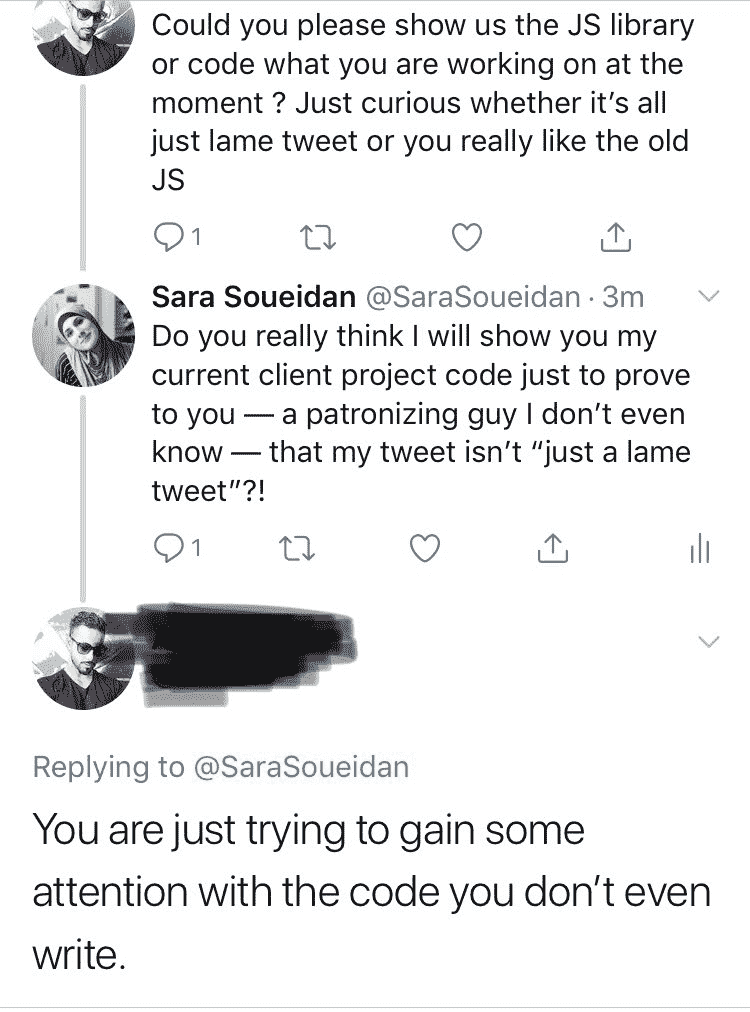 Could you please show us the JS library
or code what you are working on at the
moment ? Just curious whether it's all
just lame tweet or you really like the old
JS
1
Sara Soueidan @SaraSoueidan · 3m
Do you really think I will show you my
current client project code just to prove
to you — a patronizing guy I don't even
know — that my tweet isn't “just a lame
tweet”?!
1
Replying to @SaraSoueidan
You are just trying to gain some
attention with the code you don't even
write.